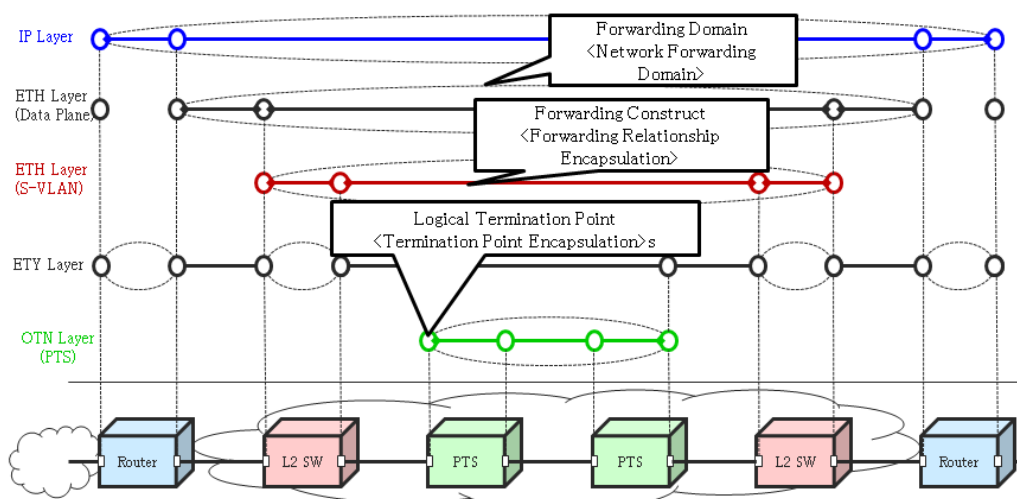 IP Layer
Forwarding Domain
<Network Forwarding
Domain>
ETH Layer
(Data Plane)
Forwarding Construct
<Forwarding Relationship
Encapsulation>
ETH Layer
(S-VLAN)
Logical Termination Point
<Termination Point Encapsulation>s
ETY Layer
OTN Layer
(PTS)
Router
L2 SW
PTS
PTS
L2 SW
Router